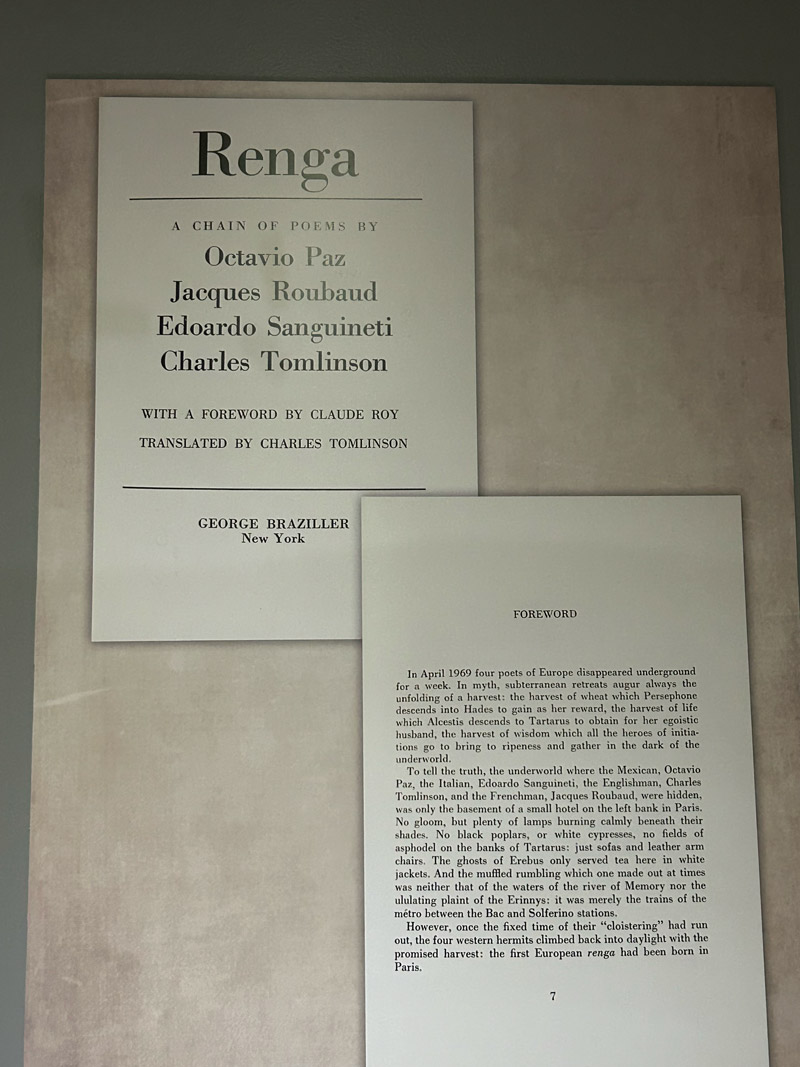 Renga
A CHAIN OF POEMS BY
Octavio Paz
Jacques Roubaud
Edoardo Sanguineti
Charles Tomlinson
WITH A FOREWORD BY CLAUDE ROY
TRANSLATED BY CHARLES TOMLINSON
GEORGE BRAZILLER
New York
FOREWORD
In April 1969 four poets of Europe disappeared underground
for a week. In myth, subterranean retreats augur always the
unfolding of a harvest: the harvest of wheat which Persephone
descends into Hades to gain as her reward, the harvest of life
which Alcestis descends to Tartarus to obtain for her egoistic
husband, the harvest of wisdom which all the heroes of initia-
tions go to bring to ripeness and gather in the dark of the
underworld.
To tell the truth, the underworld where the Mexican, Octavio
Paz, the Italian, Edoardo Sanguineti, the Englishman, Charles
Tomlinson, and the Frenchman, Jacques Roubaud, were hidden,
was only the basement of a small hotel on the left bank in Paris.
No gloom, but plenty of lamps burning calmly beneath their
shades. No black poplars, or white cypresses, no fields of
asphodel on the banks of Tartarus: just sofas and leather arm
chairs. The ghosts of Erebus only served tea here in white
jackets. And the muffled rumbling which one made out at times
was neither that of the waters of the river of Memory nor the
ululating plaint of the Erinnys: it was merely the trains of the
métro between the Bac and Solferino stations.
However, once the fixed time of their “cloistering” had run
out, the four western hermits climbed back into daylight with the
promised harvest: the first European renga had been born in
Paris.
7